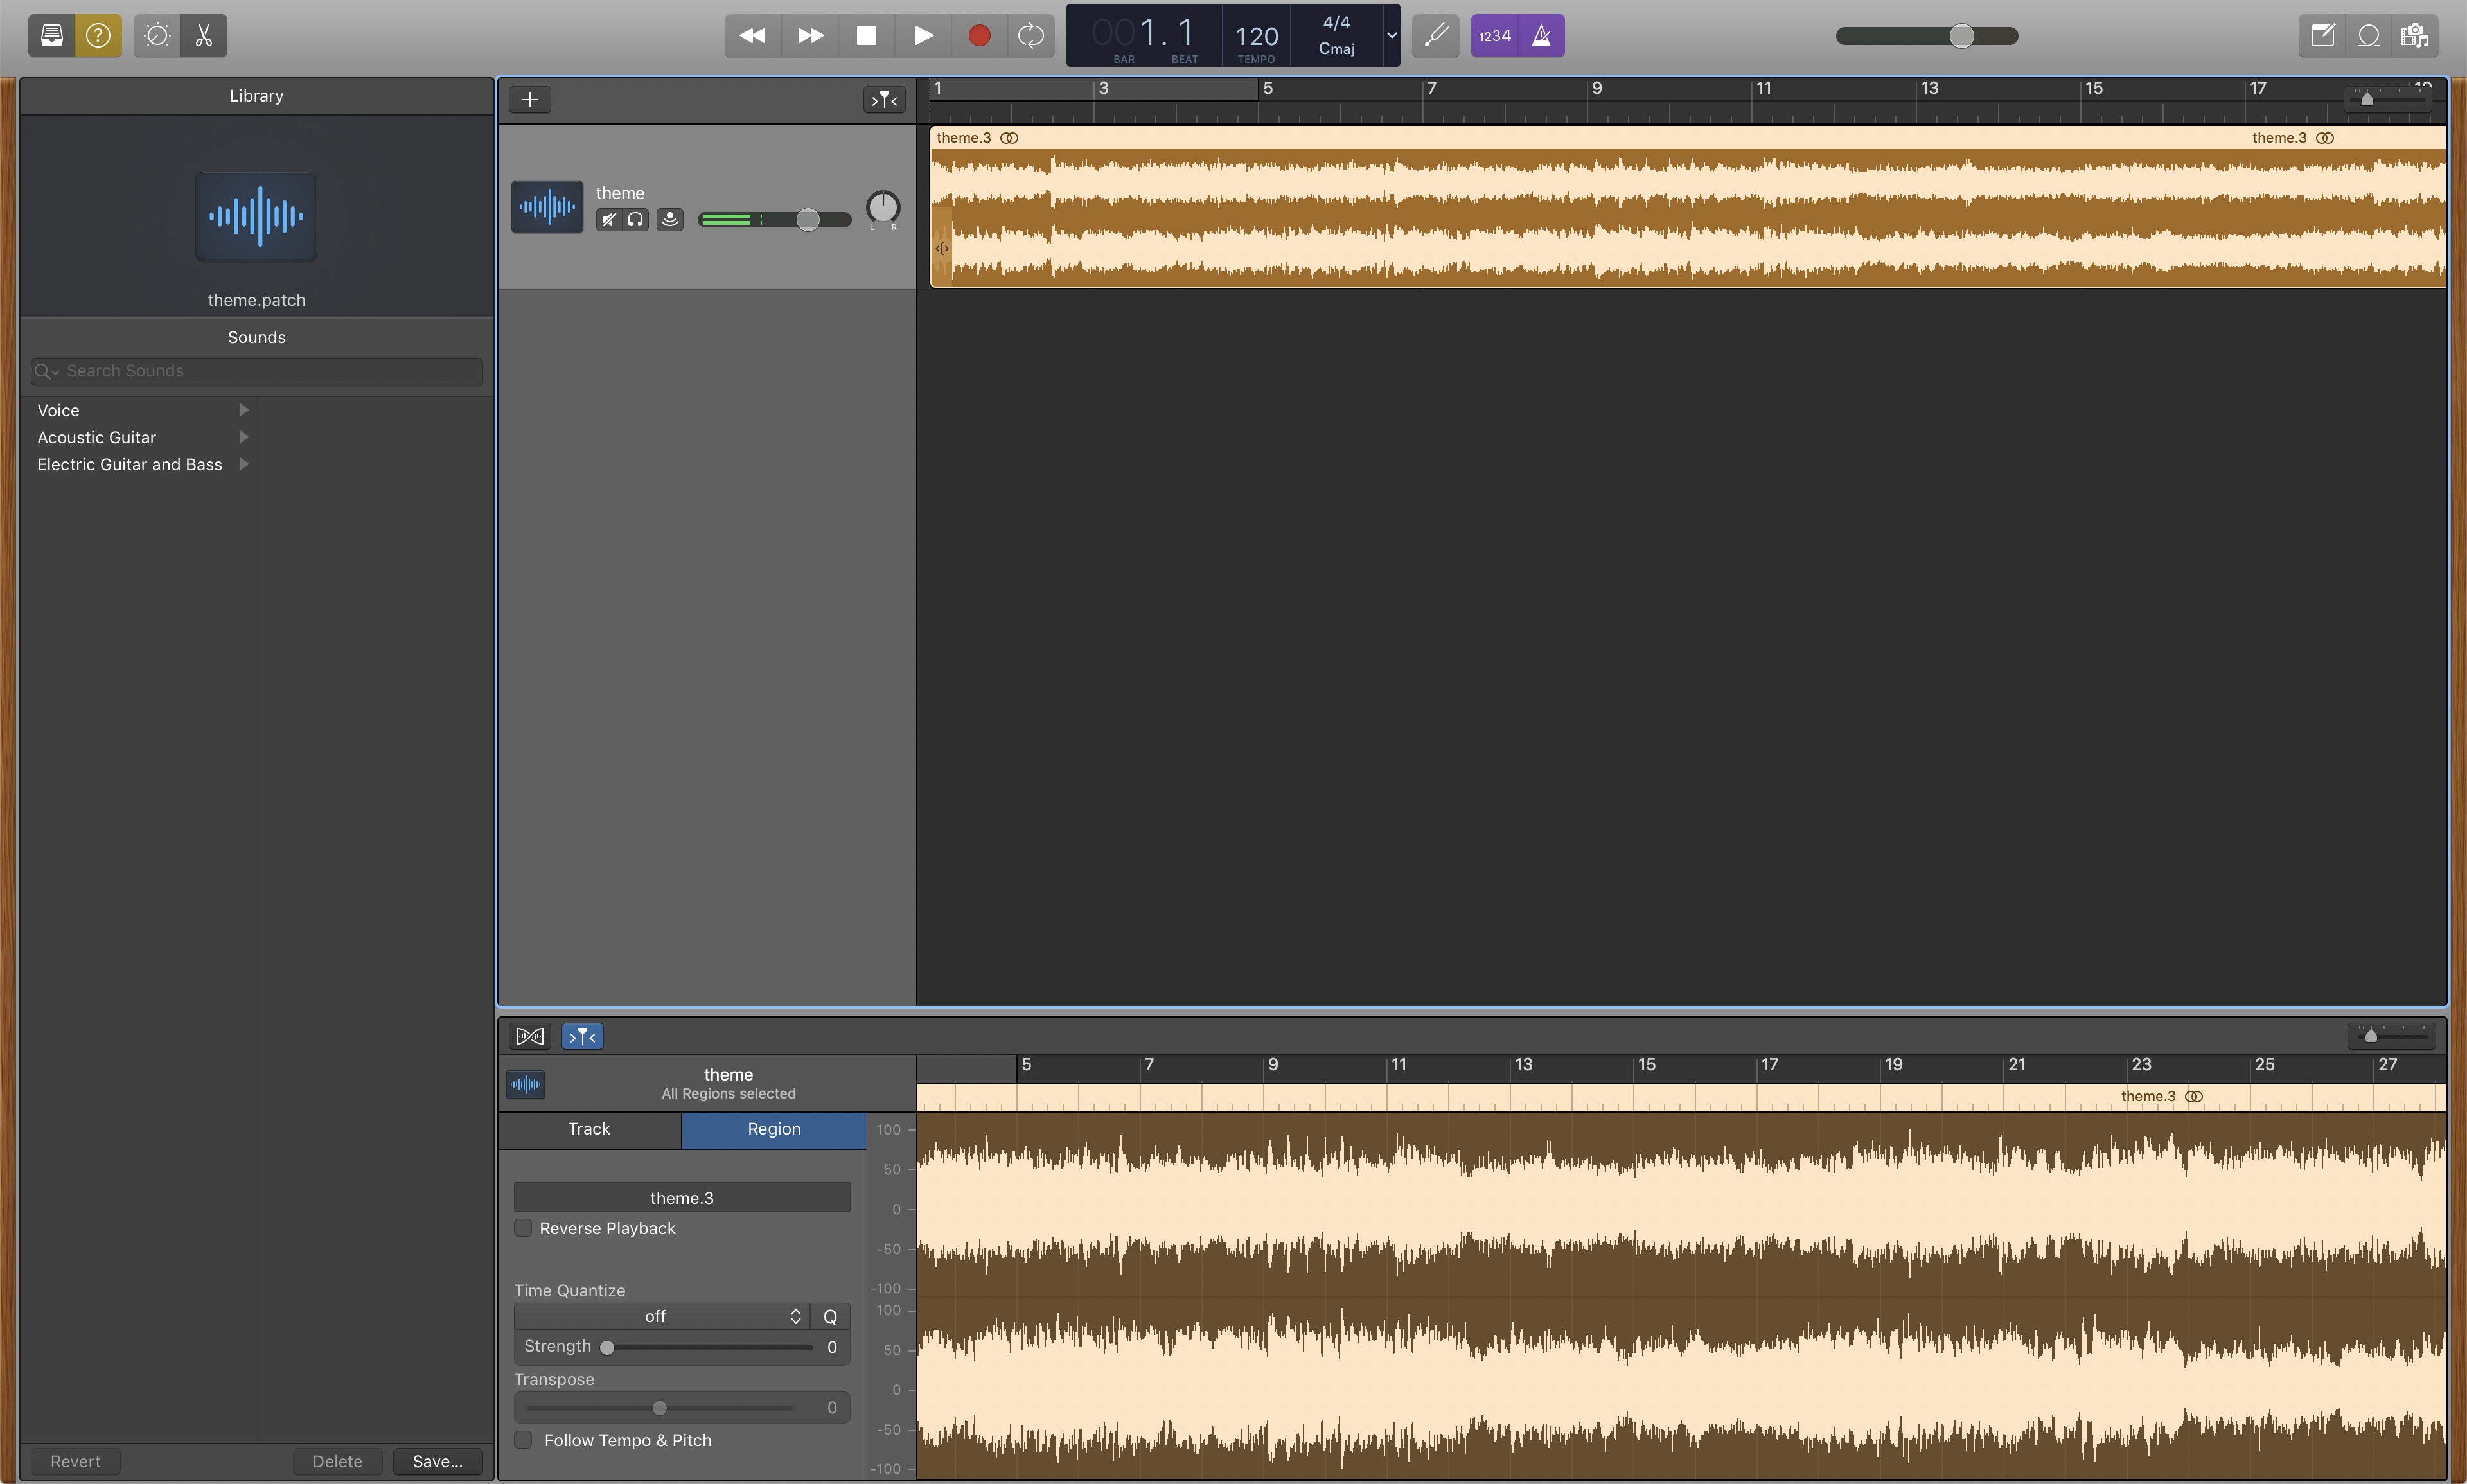 001. 1
BAR BEAT
120
TEMPO
4/4
Cmaj
1234
Library
theme.patch
Sounds
Search Sounds
Voice
Acoustic Guitar
Electric Guitar and Bass
Revert
Delete
Save...
1 3 5 7 9 11 13 15 17 19
theme
L R
theme.3
theme.3
5 7 9 11 13 15 17 19 21 23 25 27
theme
All Regions selected
theme.3
Track
Region
theme.3
Reverse Playback
Time Quantize
off
Q
Strength
0
Transpose
0
Follow Tempo & Pitch
100
50
0
-50
-100
100
50
0
-50
-100